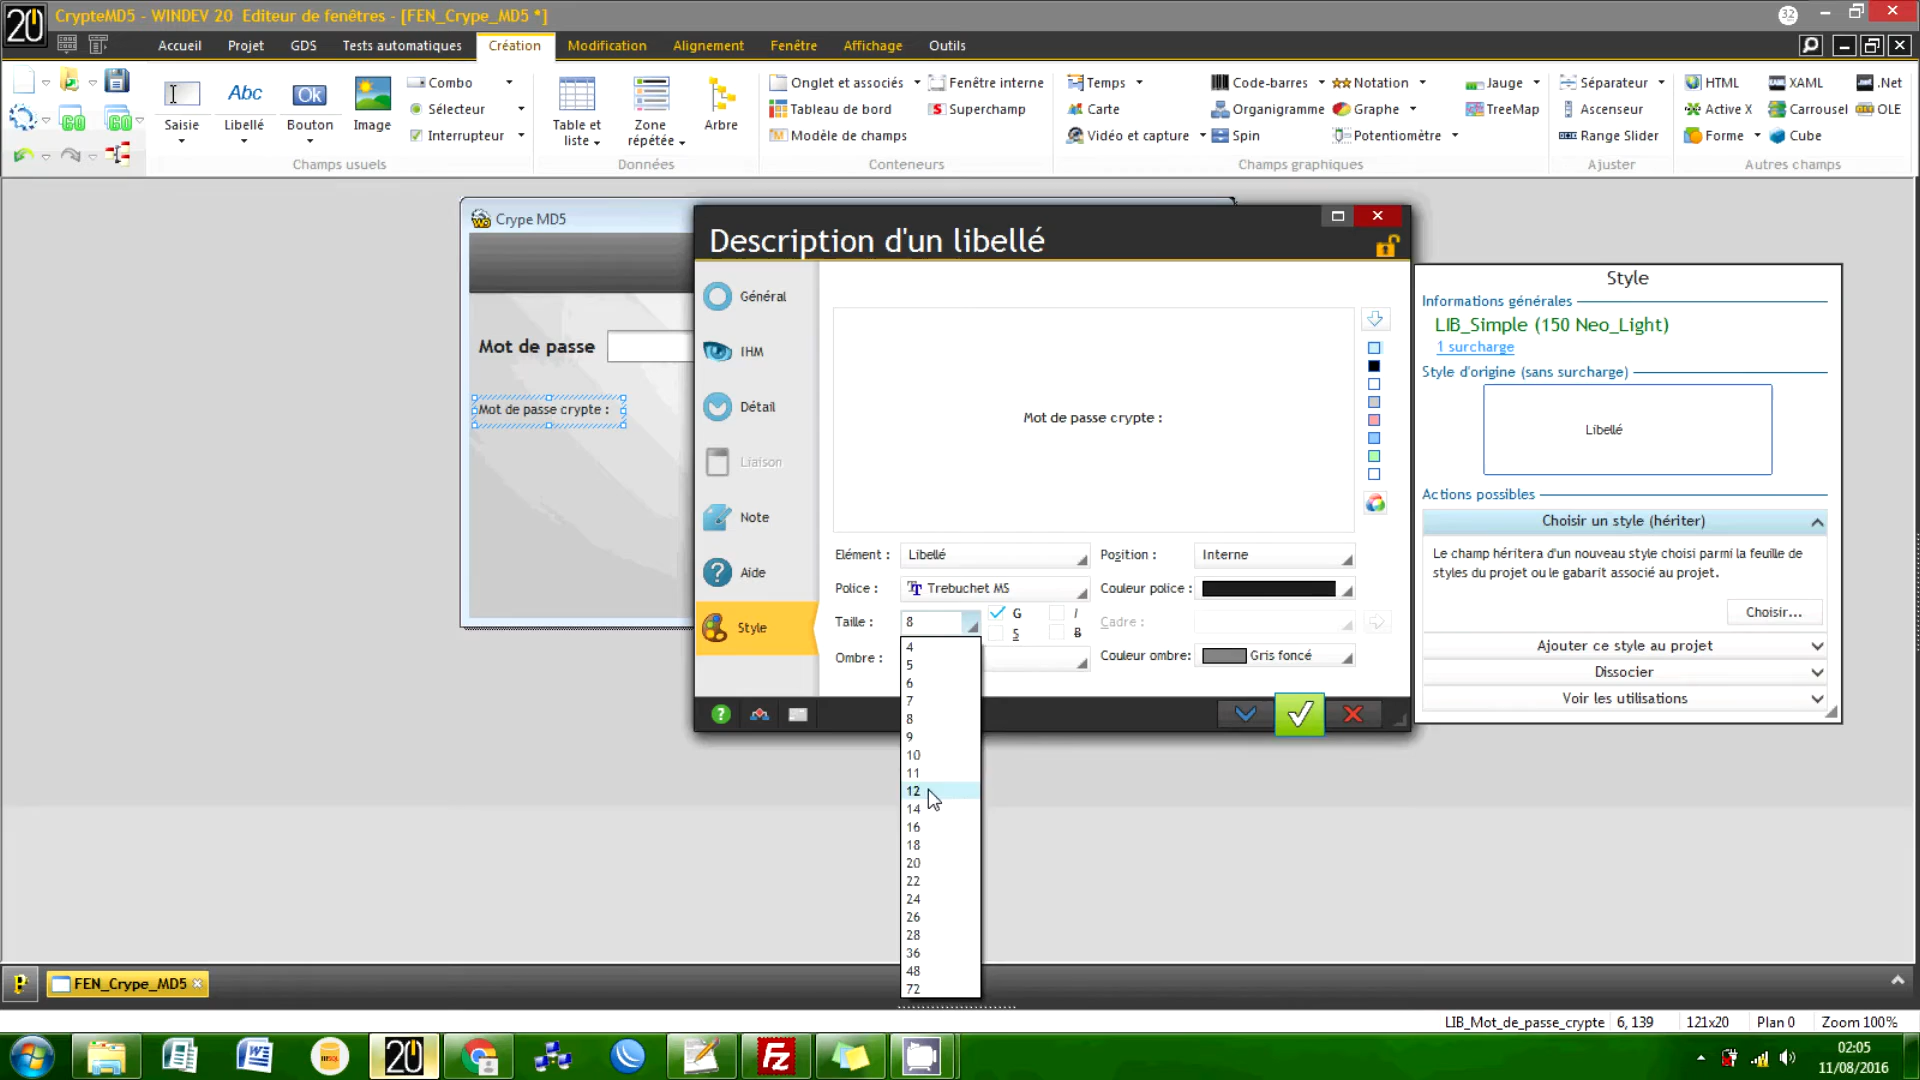 20 CrypteMD5 - WINDEV 20 Editeur de fenêtres - [FEN_Crype_MD5 *] 32
Accueil Projet GDS Tests automatiques Création Modification Alignement Fenêtre Affichage Outils
Saisie Abc Libellé Ok Bouton Image Combo
Sélecteur
Interrupteur
Champs usuels
Table et liste Zone répétée Arbre
Données
Onglet et associés Fenêtre interne
Tableau de bord S Superchamp
M Modèle de champs
Conteneurs
Temps Code-barres Notation Jauge
Carte Organigramme Graphe TreeMap
Vidéo et capture Spin Potentiomètre
Champs graphiques
Séparateur
Ascenseur
Range Slider
Ajuster
HTML XAML .Net
Active X Carrousel OLE
Forme Cube
Autres champs
GO GO
Crype MD5
Mot de passe
Mot de passe crypte :
Description d'un libellé
Général
IHM
Détail
Liaison
Note
Aide
Style
Mot de passe crypte :
Elément : Libellé Position : Interne
Police : Trebuchet MS Couleur police :
Taille : 8 G I S B Cadre :
Ombre : Couleur ombre: Gris foncé
4
5
6
7
8
9
10
11
12
14
16
18
20
22
24
26
28
36
48
72
Style
Informations générales
LIB_Simple (150 Neo_Light)
1 surcharge
Style d'origine (sans surcharge)
Libellé
Actions possibles
Choisir un style (hériter)
Le champ héritera d'un nouveau style choisi parmi la feuille de
styles du projet ou le gabarit associé au projet.
Choisir...
Ajouter ce style au projet
Dissocier
Voir les utilisations
FEN_Crype_MD5
LIB_Mot_de_passe_crypte 6, 139 121x20 Plan 0 Zoom 100%
20 FZ
02:05
11/08/2016